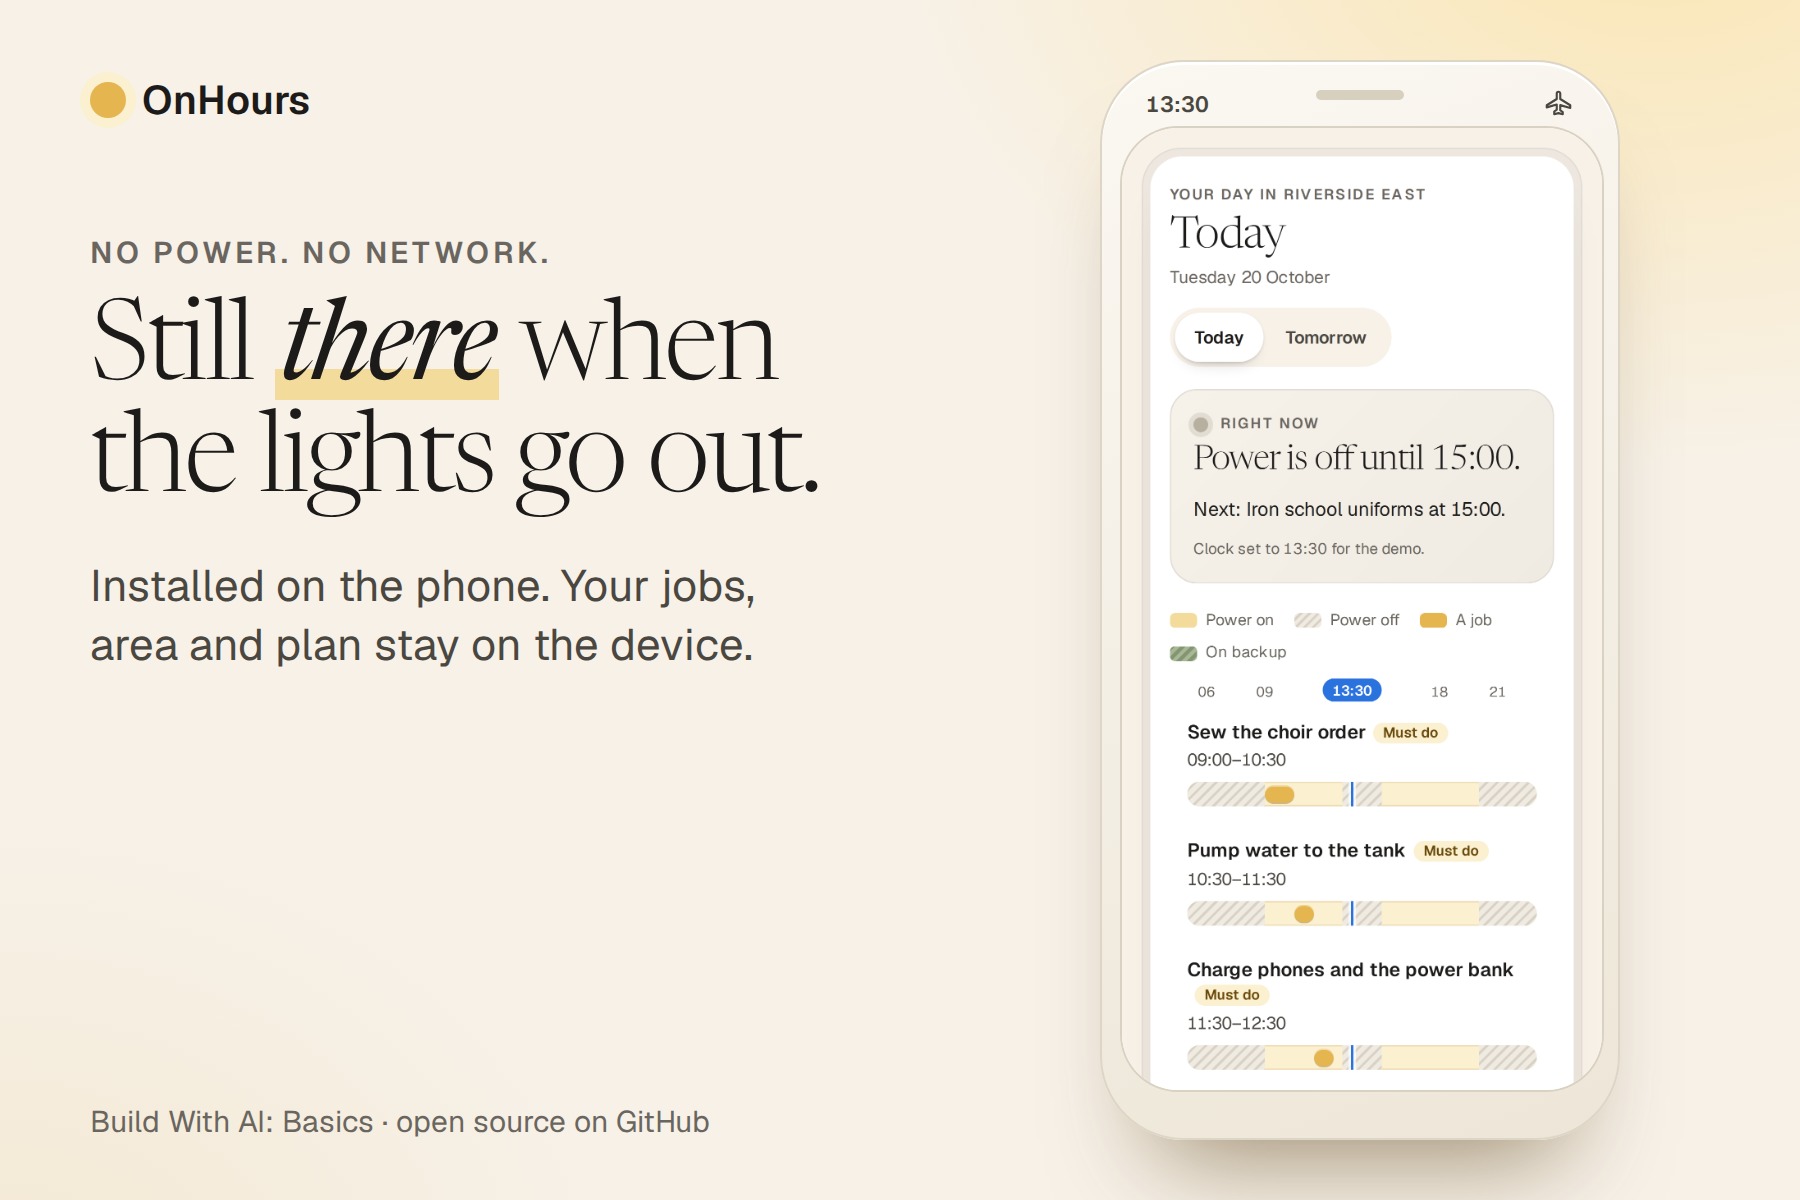 OnHours
NO POWER. NO NETWORK.
Still there when
the lights go out.
Installed on the phone. Your jobs,
area and plan stay on the device.
Build With AI: Basics · open source on GitHub
13:30
YOUR DAY IN RIVERSIDE EAST
Today
Tuesday 20 October
Today Tomorrow
RIGHT NOW
Power is off until 15:00.
Next: Iron school uniforms at 15:00.
Clock set to 13:30 for the demo.
Power on Power off A job
On backup
06 09 13:30 18 21
Sew the choir order Must do
09:00–10:30
Pump water to the tank Must do
10:30–11:30
Charge phones and the power bank
Must do
11:30–12:30